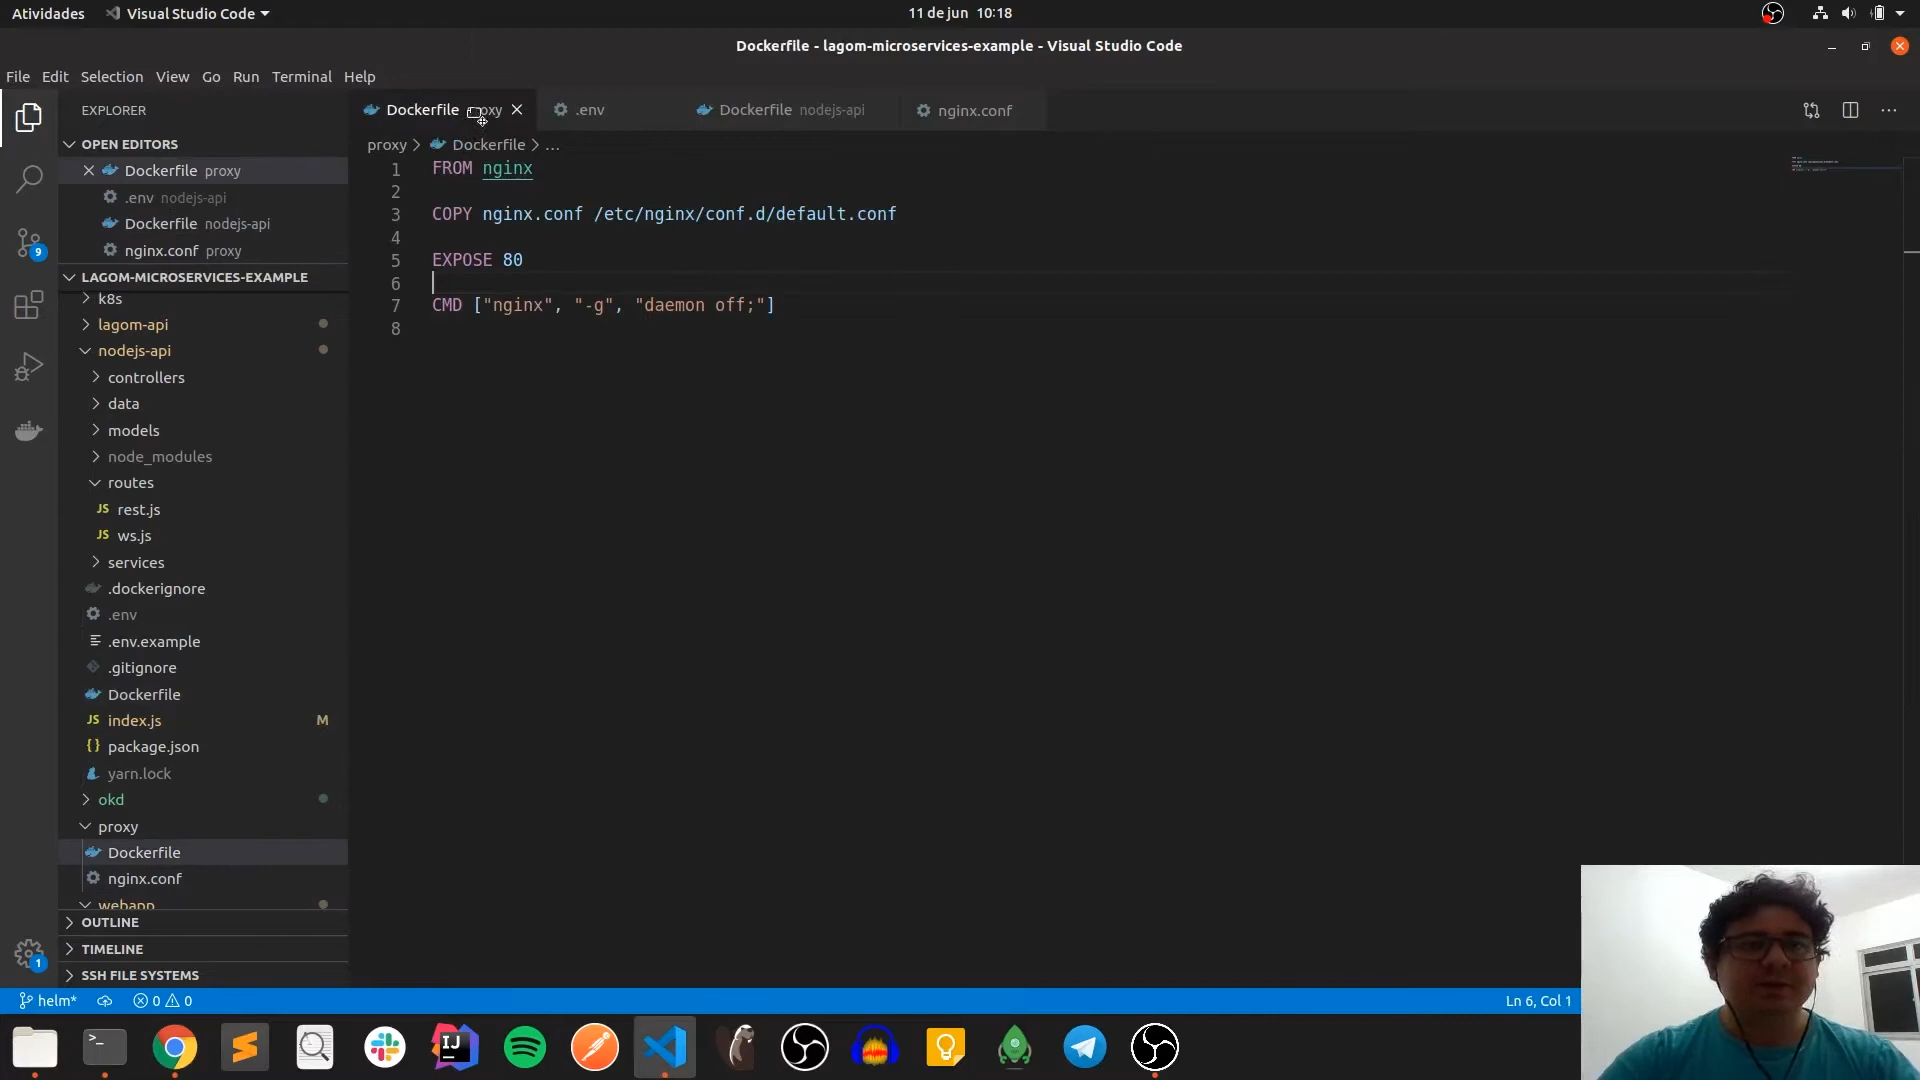 Atividades
Visual Studio Code
11 de jun 10:18
Dockerfile - lagom-microservices-example - Visual Studio Code
File Edit Selection View Go Run Terminal Help
EXPLORER
OPEN EDITORS
Dockerfile proxy
.env nodejs-api
Dockerfile nodejs-api
nginx.conf proxy
LAGOM-MICROSERVICES-EXAMPLE
k8s
lagom-api
nodejs-api
controllers
data
models
node_modules
routes
JS rest.js
JS ws.js
services
.dockerignore
.env
.env.example
.gitignore
Dockerfile
JS index.js M
{} package.json
yarn.lock
okd
proxy
Dockerfile
nginx.conf
webapp
OUTLINE
TIMELINE
SSH FILE SYSTEMS
9
1
Dockerfile
.env
Dockerfile nodejs-api
nginx.conf
proxy > Dockerfile > ...
1 FROM nginx
2
3 COPY nginx.conf /etc/nginx/conf.d/default.conf
4
5 EXPOSE 80
6
7 CMD ["nginx", "-g", "daemon off;"]
8
helm* 0 0
Ln 6, Col 1
>_
IJ